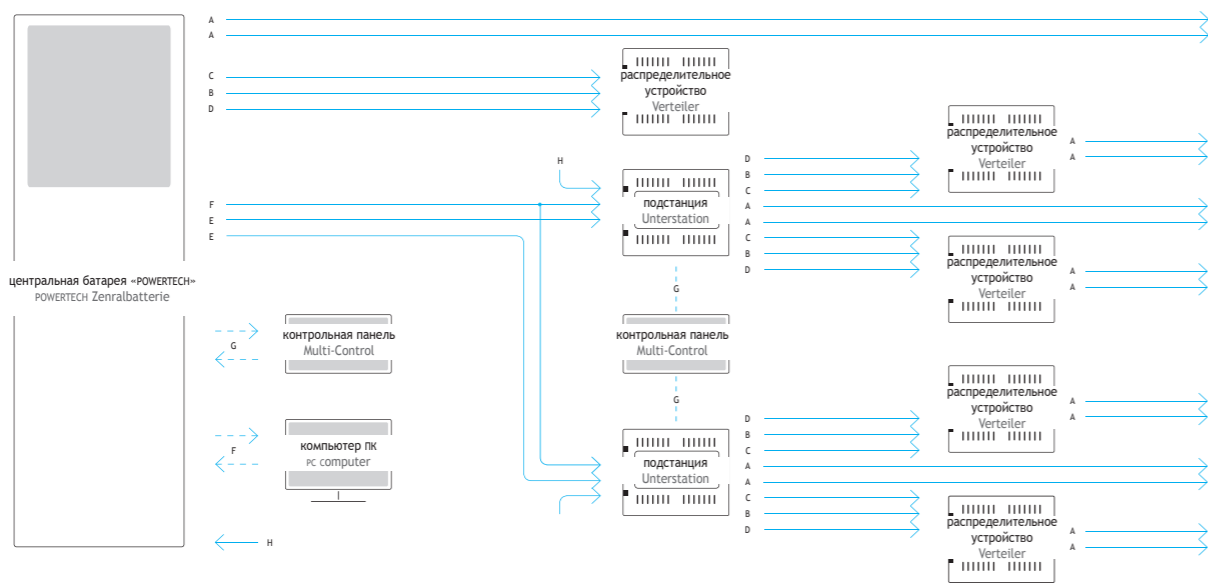 A
A
C
B
D
распределительное
устройство
Verteiler
распределительное
устройство
Verteiler
A
A
H
D
B
C
F
E
E
подстанция
Unterstation
A
A
C
B
D
распределительное
устройство
Verteiler
A
A
центральная батарея «POWERTECH»
POWERTECH Zenralbatterie
G
G
контрольная панель
Multi-Control
контрольная панель
Multi-Control
G
распределительное
устройство
Verteiler
A
A
F
компьютер ПК
PC computer
D
B
C
подстанция
Unterstation
A
A
C
B
D
распределительное
устройство
Verteiler
A
A
H